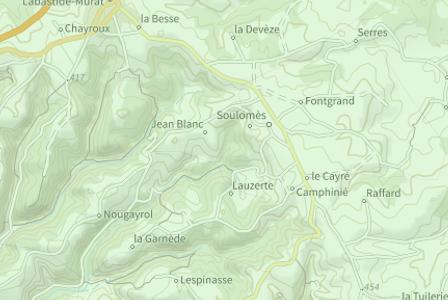 Labastide-Murat
la Besse
Chayroux
la Devèze
Serres
417
Fontgrand
Soulomès
Jean Blanc
le Cayré
Lauzerte
Camphinié
Raffard
Nougayrol
la Garnède
Lespinasse
454
la Tuilerie